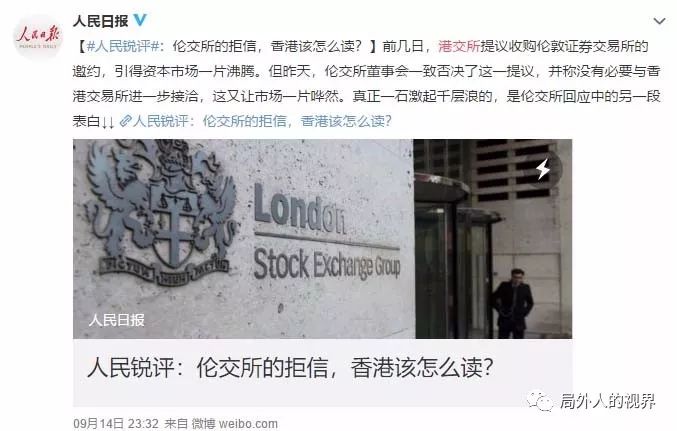 人民日报
PEOPLE'S DAILY
人民日报
【#人民锐评：伦交所的拒信，香港该怎么读？】前几日，港交所提议收购伦敦证券交易所的
邀约，引得资本市场一片沸腾。但昨天，伦交所董事会一致否决了这一提议，并称没有必要与香
港交易所进一步接洽，这又让市场一片哗然。真正一石激起千层浪的，是伦交所回应中的另一段
表白↓↓ 人民锐评：伦交所的拒信，香港该怎么读？
London
Stock Exchange Group
人民日报
人民锐评：伦交所的拒信，香港该怎么读？
局外人的视界
09月14日 23:32 来自 微博 weibo.com